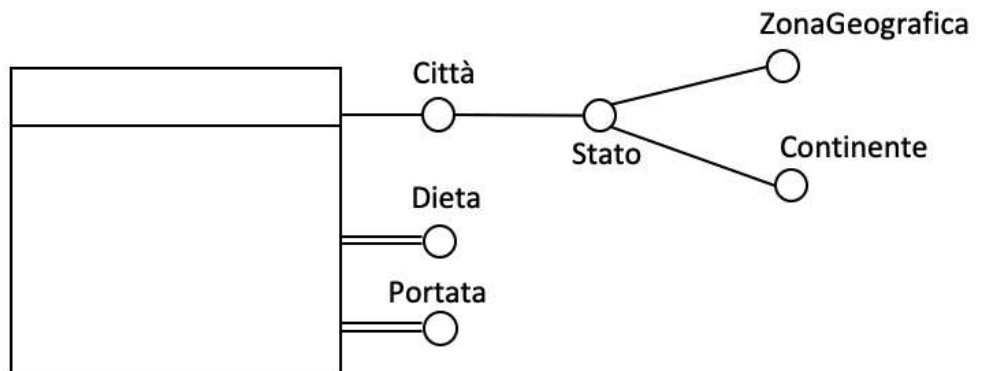 ZonaGeografica
Città
Stato
Continente
Dieta
Portata